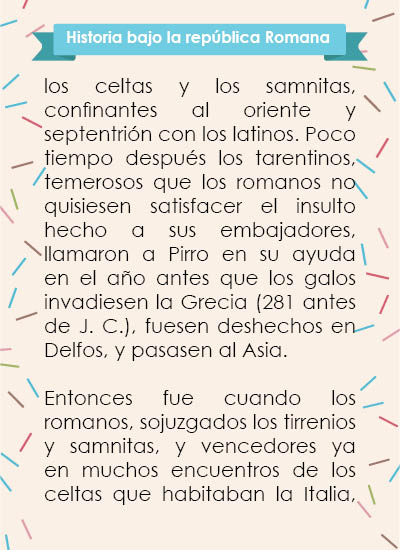 Historia bajo la república Romana
los celtas y los samnitas,
confinantes al oriente y
septentrión con los latinos. Poco
tiempo después los tarentinos,
temerosos que los romanos no
quisiesen satisfacer el insulto
hecho a sus embajadores,
llamaron a Pirro en su ayuda
en el año antes que los galos
invadiesen la Grecia (281 antes
de J. C.), fuesen deshechos en
Delfos, y pasasen al Asia.
Entonces fue cuando los
romanos, sojuzgados los tirrenios
y samnitas, y vencedores ya
en muchos encuentros de los
celtas que habitaban la Italia,